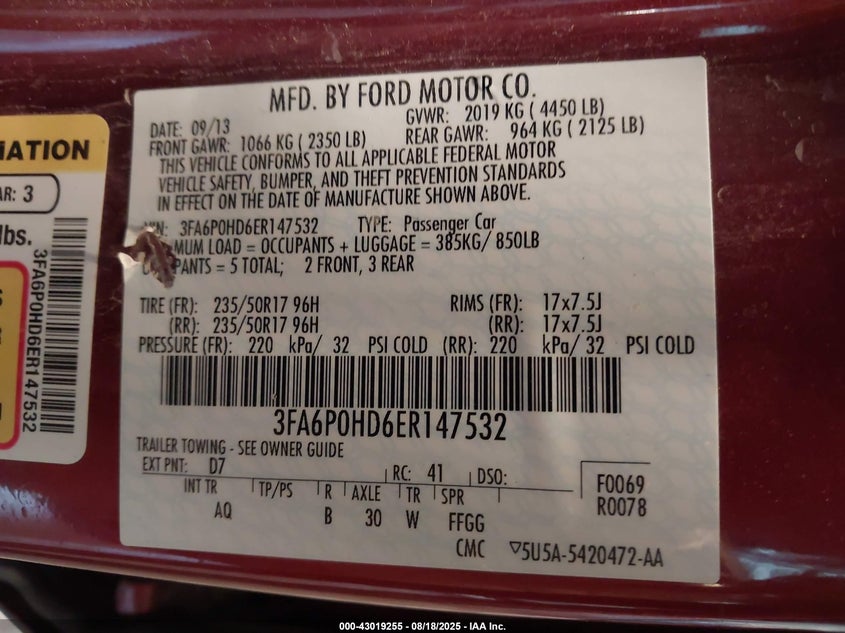 MFD. BY FORD MOTOR CO.
DATE: 09/13
GVWR: 2019 KG ( 4450 LB)
FRONT GAWR: 1066 KG ( 2350 LB)
REAR GAWR: 964 KG ( 2125 LB)
THIS VEHICLE CONFORMS TO ALL APPLICABLE FEDERAL MOTOR
VEHICLE SAFETY, BUMPER, AND THEFT PREVENTION STANDARDS
IN EFFECT ON THE DATE OF MANUFACTURE SHOWN ABOVE.
VIN: 3FA6P0HD6ER147532 TYPE: Passenger Car
MUM LOAD = OCCUPANTS + LUGGAGE = 385KG/ 850LB
PANTS = 5 TOTAL; 2 FRONT, 3 REAR
TIRE (FR): 235/50R17 96H RIMS (FR): 17x7.5J
(RR): 235/50R17 96H (RR): 17x7.5J
PRESSURE (FR): 220 kPa/ 32 PSI COLD (RR): 220 kPa/ 32 PSI COLD
3FA6P0HD6ER147532
TRAILER TOWING - SEE OWNER GUIDE
EXT PNT: D7 RC: 41 DSO:
INT TR TP/PS R AXLE TR SPR
AQ B 30 W FFGG
F0069
R0078
CMC ▽5U5A-5420472-AA
AR: 3
lbs.
3FA6P0HD6ER147532
000-43019255 - 08/18/2025 - IAA Inc.